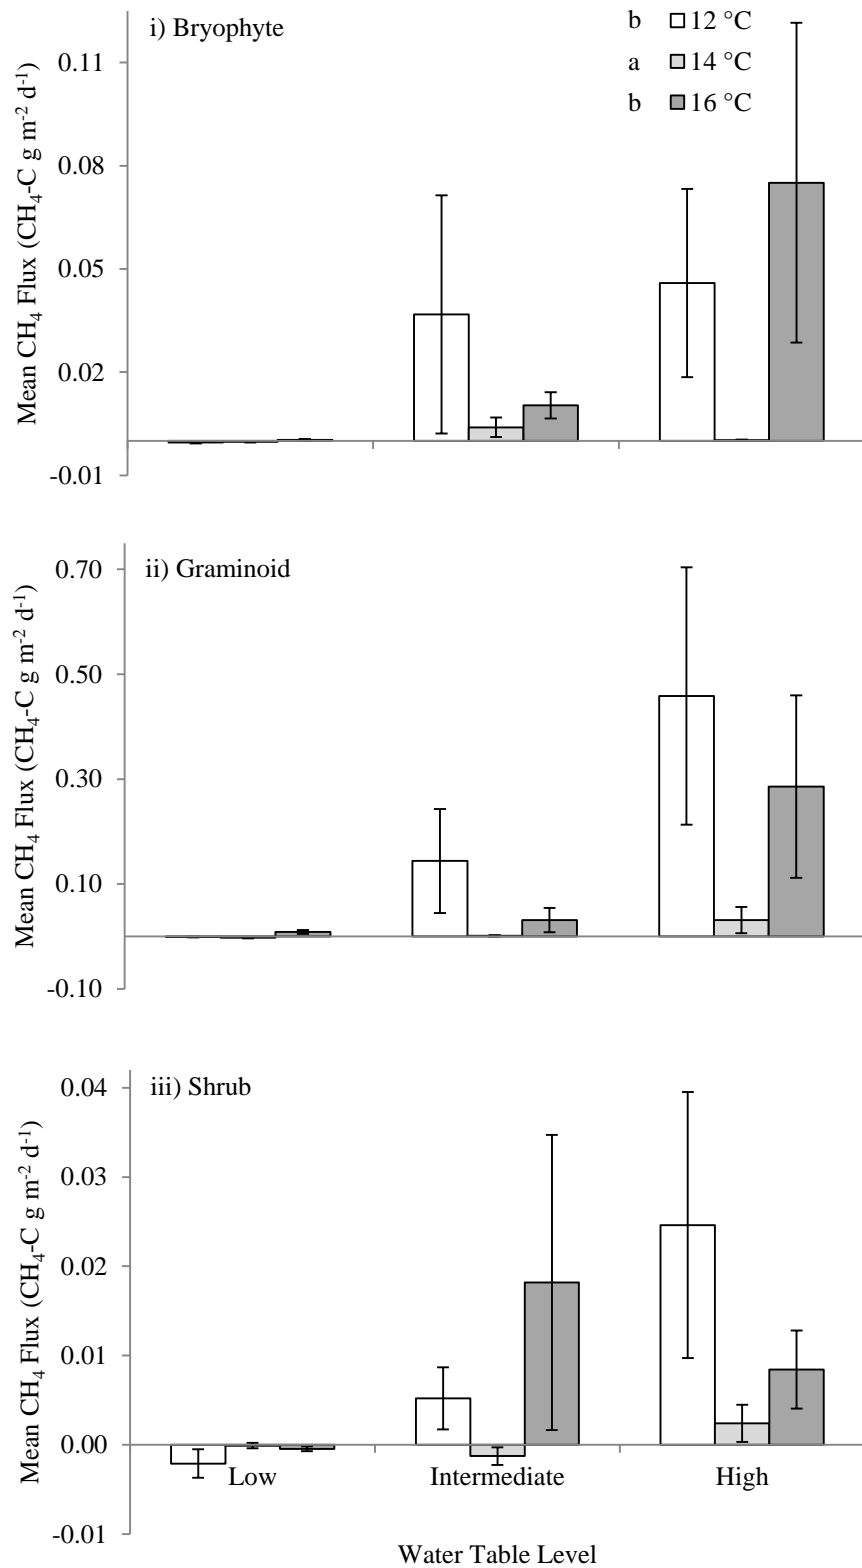 i) Bryophyte
b 12 °C
a 14 °C
b 16 °C
0.11
0.08
0.05
0.02
-0.01
Mean CH₄ Flux (CH₄-C g m⁻² d⁻¹)
ii) Graminoid
0.70
0.50
0.30
0.10
-0.10
Mean CH₄ Flux (CH₄-C g m⁻² d⁻¹)
iii) Shrub
0.04
0.03
0.02
0.01
0.00
-0.01
Mean CH₄ Flux (CH₄-C g m⁻² d⁻¹)
Low Intermediate High
Water Table Level